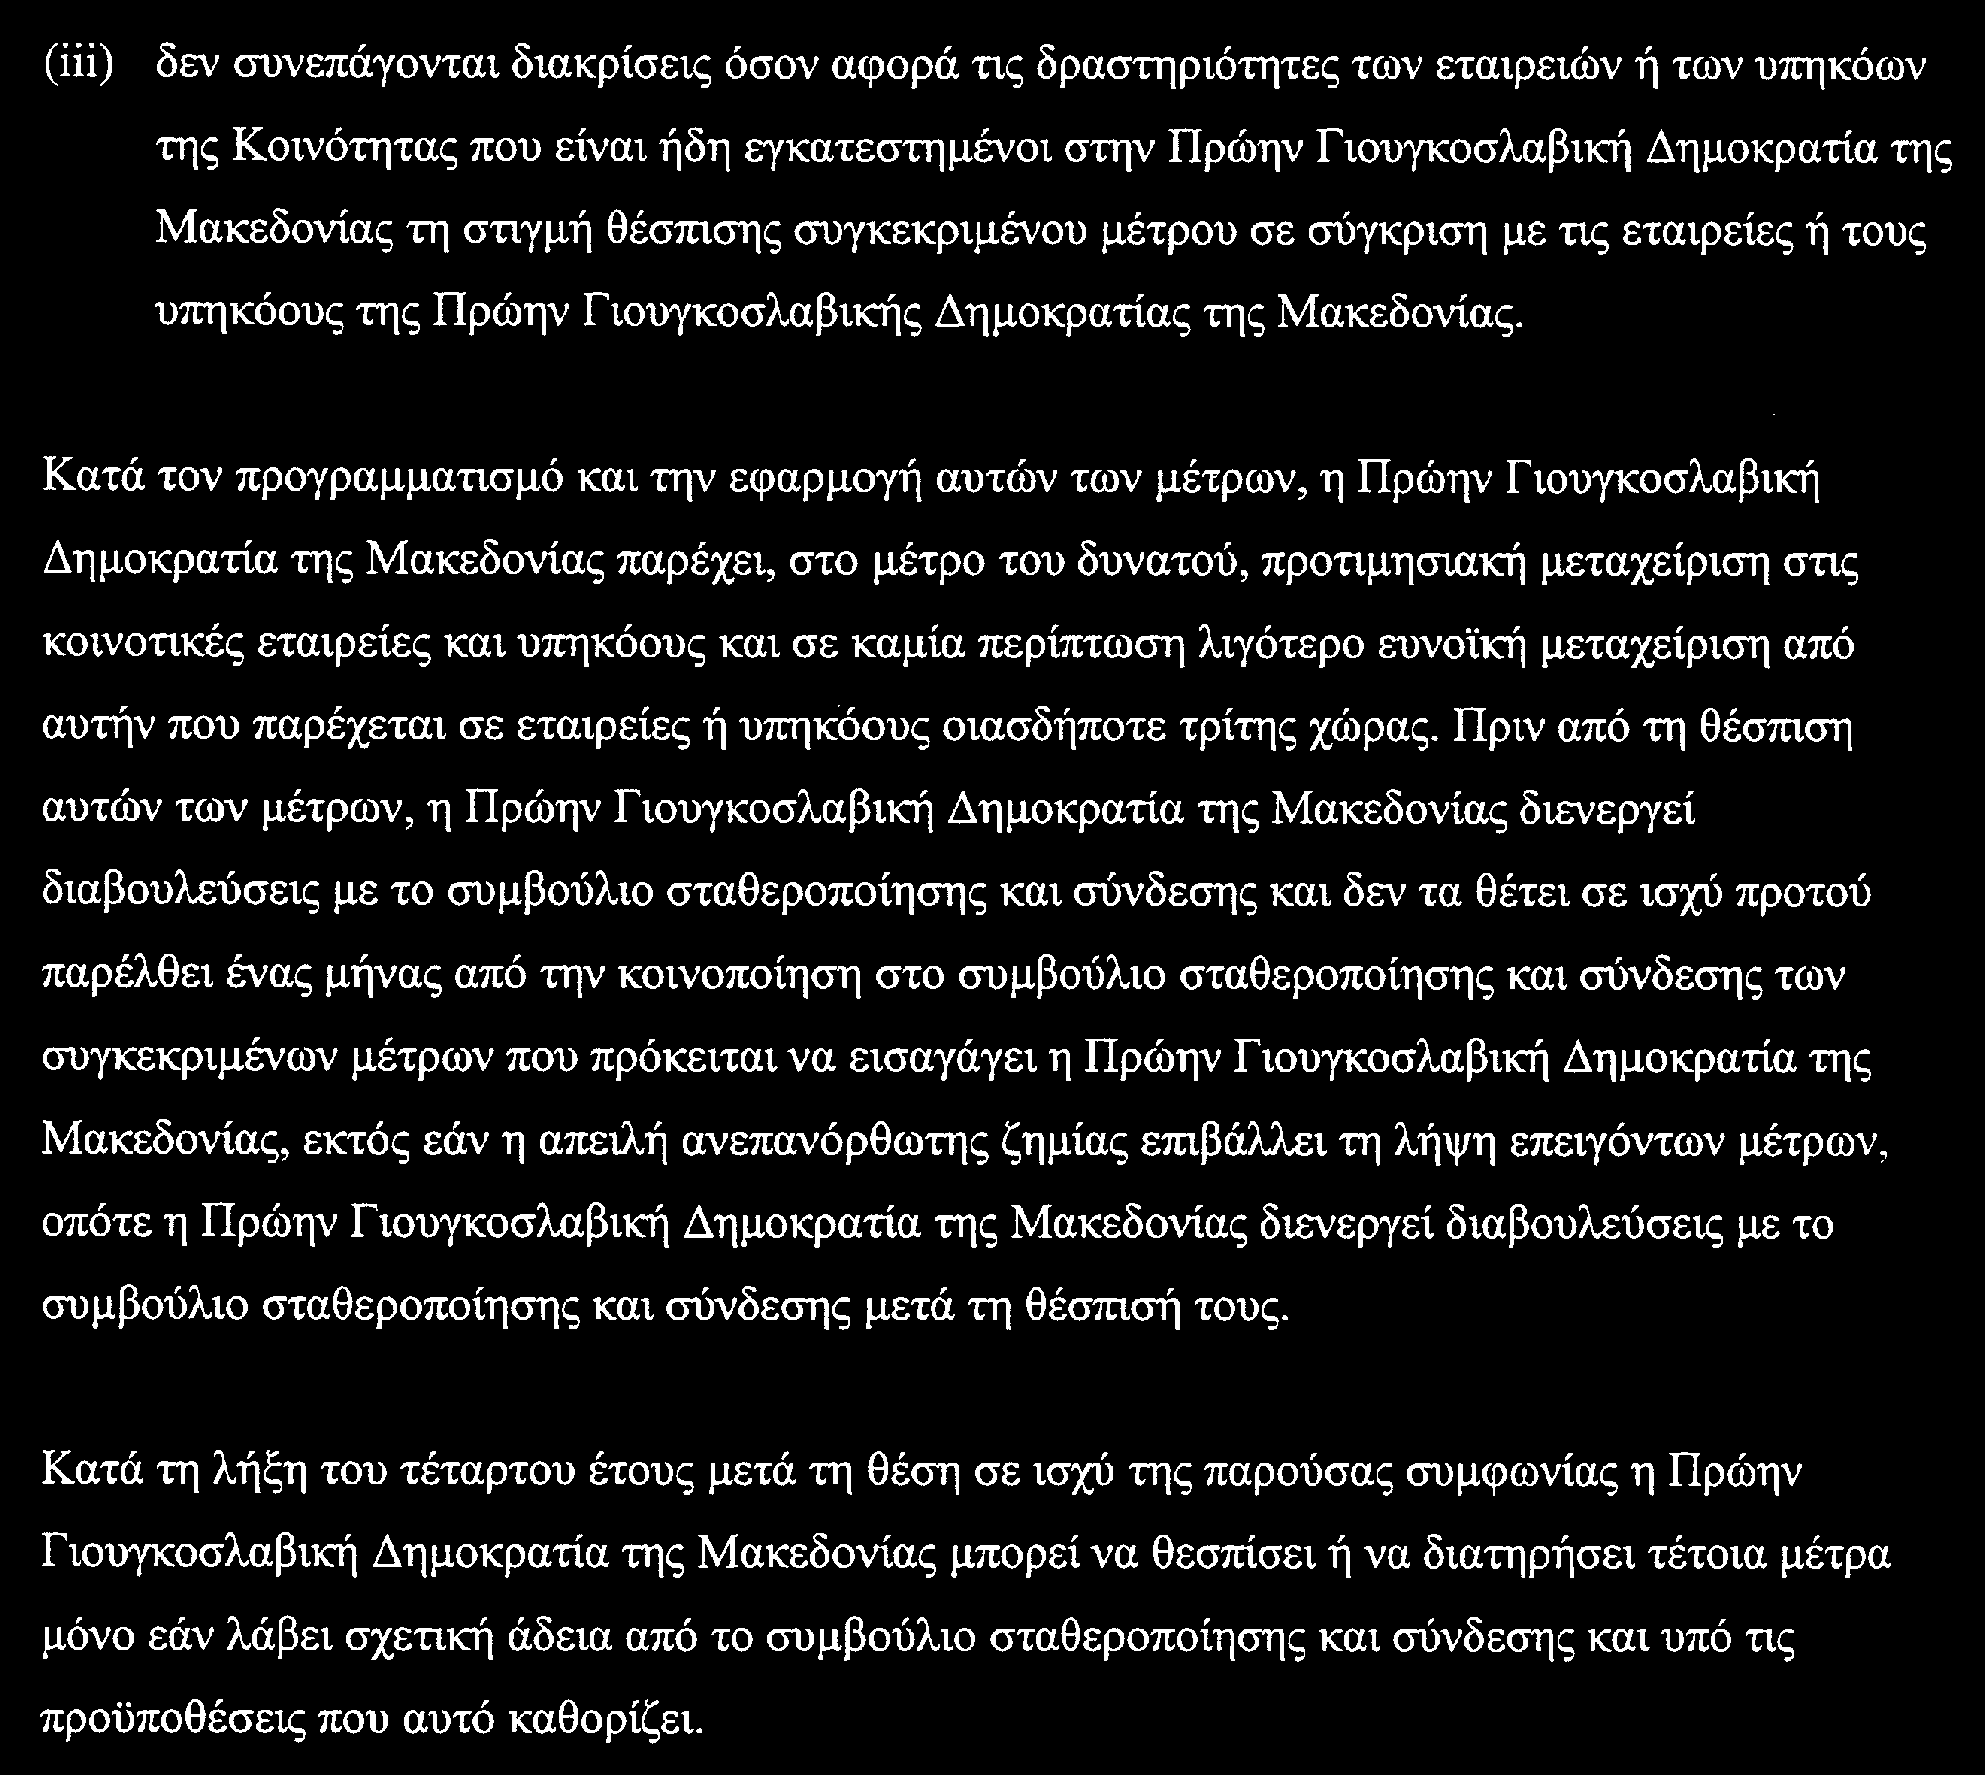 (iii) δεν συνεπάγονται διακρίσεις όσον αφορά τις δραστηριότητες των εταιρειών ή των υπηκόων
της Κοινότητας που είναι ήδη εγκατεστημένοι στην Πρώην Γιουγκοσλαβική Δημοκρατία της
Μακεδονίας τη στιγμή θέσπισης συγκεκριμένου μέτρου σε σύγκριση με τις εταιρείες ή τους
υπηκόους της Πρώην Γιουγκοσλαβικής Δημοκρατίας της Μακεδονίας.
Κατά τον προγραμματισμό και την εφαρμογή αυτών των μέτρων, η Πρώην Γιουγκοσλαβική
Δημοκρατία της Μακεδονίας παρέχει, στο μέτρο του δυνατού, προτιμησιακή μεταχείριση στις
κοινοτικές εταιρείες και υπηκόους και σε καμία περίπτωση λιγότερο ευνοϊκή μεταχείριση από
αυτήν που παρέχεται σε εταιρείες ή υπηκόους οιασδήποτε τρίτης χώρας. Πριν από τη θέσπιση
αυτών των μέτρων, η Πρώην Γιουγκοσλαβική Δημοκρατία της Μακεδονίας διενεργεί
διαβουλεύσεις με το συμβούλιο σταθεροποίησης και σύνδεσης και δεν τα θέτει σε ισχύ προτού
παρέλθει ένας μήνας από την κοινοποίηση στο συμβούλιο σταθεροποίησης και σύνδεσης των
συγκεκριμένων μέτρων που πρόκειται να εισαγάγει η Πρώην Γιουγκοσλαβική Δημοκρατία της
Μακεδονίας, εκτός εάν η απειλή ανεπανόρθωτης ζημίας επιβάλλει τη λήψη επειγόντων μέτρων,
οπότε η Πρώην Γιουγκοσλαβική Δημοκρατία της Μακεδονίας διενεργεί διαβουλεύσεις με το
συμβούλιο σταθεροποίησης και σύνδεσης μετά τη θέσπισή τους.
Κατά τη λήξη του τέταρτου έτους μετά τη θέση σε ισχύ της παρούσας συμφωνίας η Πρώην
Γιουγκοσλαβική Δημοκρατία της Μακεδονίας μπορεί να θεσπίσει ή να διατηρήσει τέτοια μέτρα
μόνο εάν λάβει σχετική άδεια από το συμβούλιο σταθεροποίησης και σύνδεσης και υπό τις
προϋποθέσεις που αυτό καθορίζει.